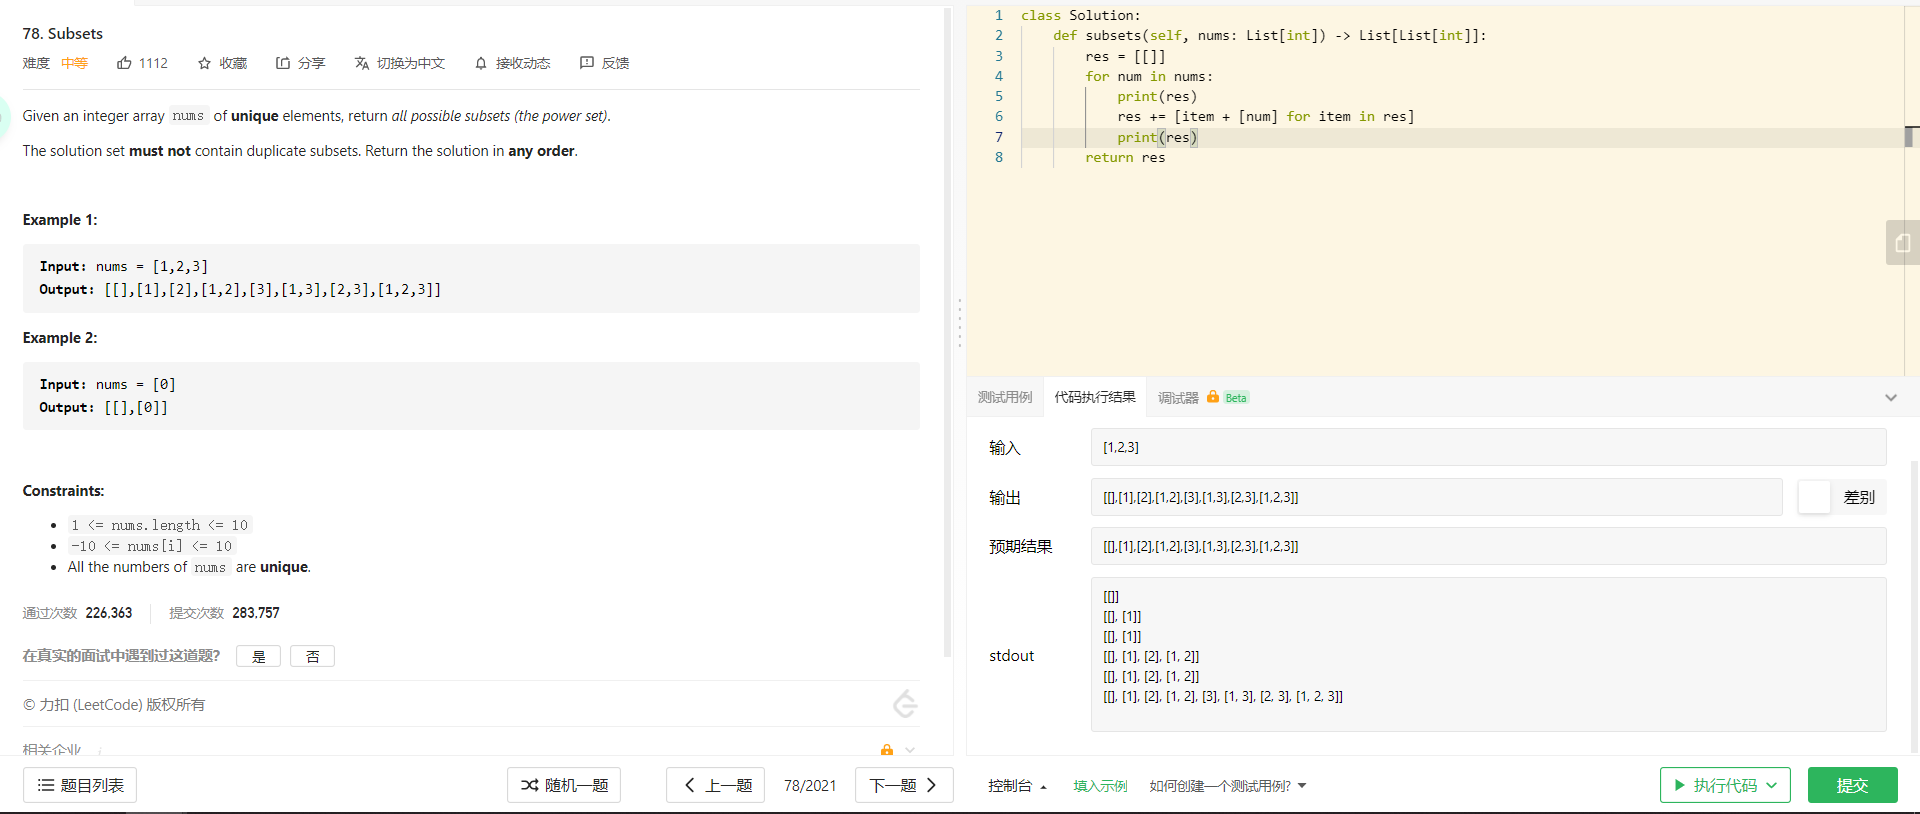 78. Subsets
难度 中等 1112 收藏 分享 切换为中文 接收动态 反馈
Given an integer array nums of unique elements, return all possible subsets (the power set).
The solution set must not contain duplicate subsets. Return the solution in any order.
Example 1:
Input: nums = [1,2,3]
Output: [[],[1],[2],[1,2],[3],[1,3],[2,3],[1,2,3]]
Example 2:
Input: nums = [0]
Output: [[],[0]]
Constraints:
1 <= nums.length <= 10
-10 <= nums[i] <= 10
All the numbers of nums are unique.
通过次数 226,363 提交次数 283,757
在真实的面试中遇到过这道题? 是 否
© 力扣 (LeetCode) 版权所有
相关企业 i
题目列表 随机一题 上一题 78/2021 下一题
1 class Solution:
2 def subsets(self, nums: List[int]) -> List[List[int]]:
3 res = [[]]
4 for num in nums:
5 print(res)
6 res += [item + [num] for item in res]
7 print(res)
8 return res
测试用例 代码执行结果 调试器 Beta
输入 [1,2,3]
输出 [[],[1],[2],[1,2],[3],[1,3],[2,3],[1,2,3]] 差别
预期结果 [[],[1],[2],[1,2],[3],[1,3],[2,3],[1,2,3]]
stdout
[[]]
[[], [1]]
[[], [1]]
[[], [1], [2], [1, 2]]
[[], [1], [2], [1, 2]]
[[], [1], [2], [1, 2], [3], [1, 3], [2, 3], [1, 2, 3]]
控制台 填入示例 如何创建一个测试用例? 执行代码 提交